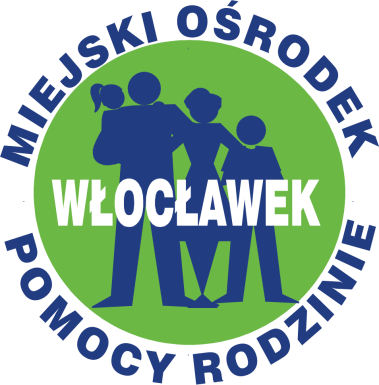 MIEJSKI OŚRODEK
WŁOCŁAWEK
POMOCY RODZINIE